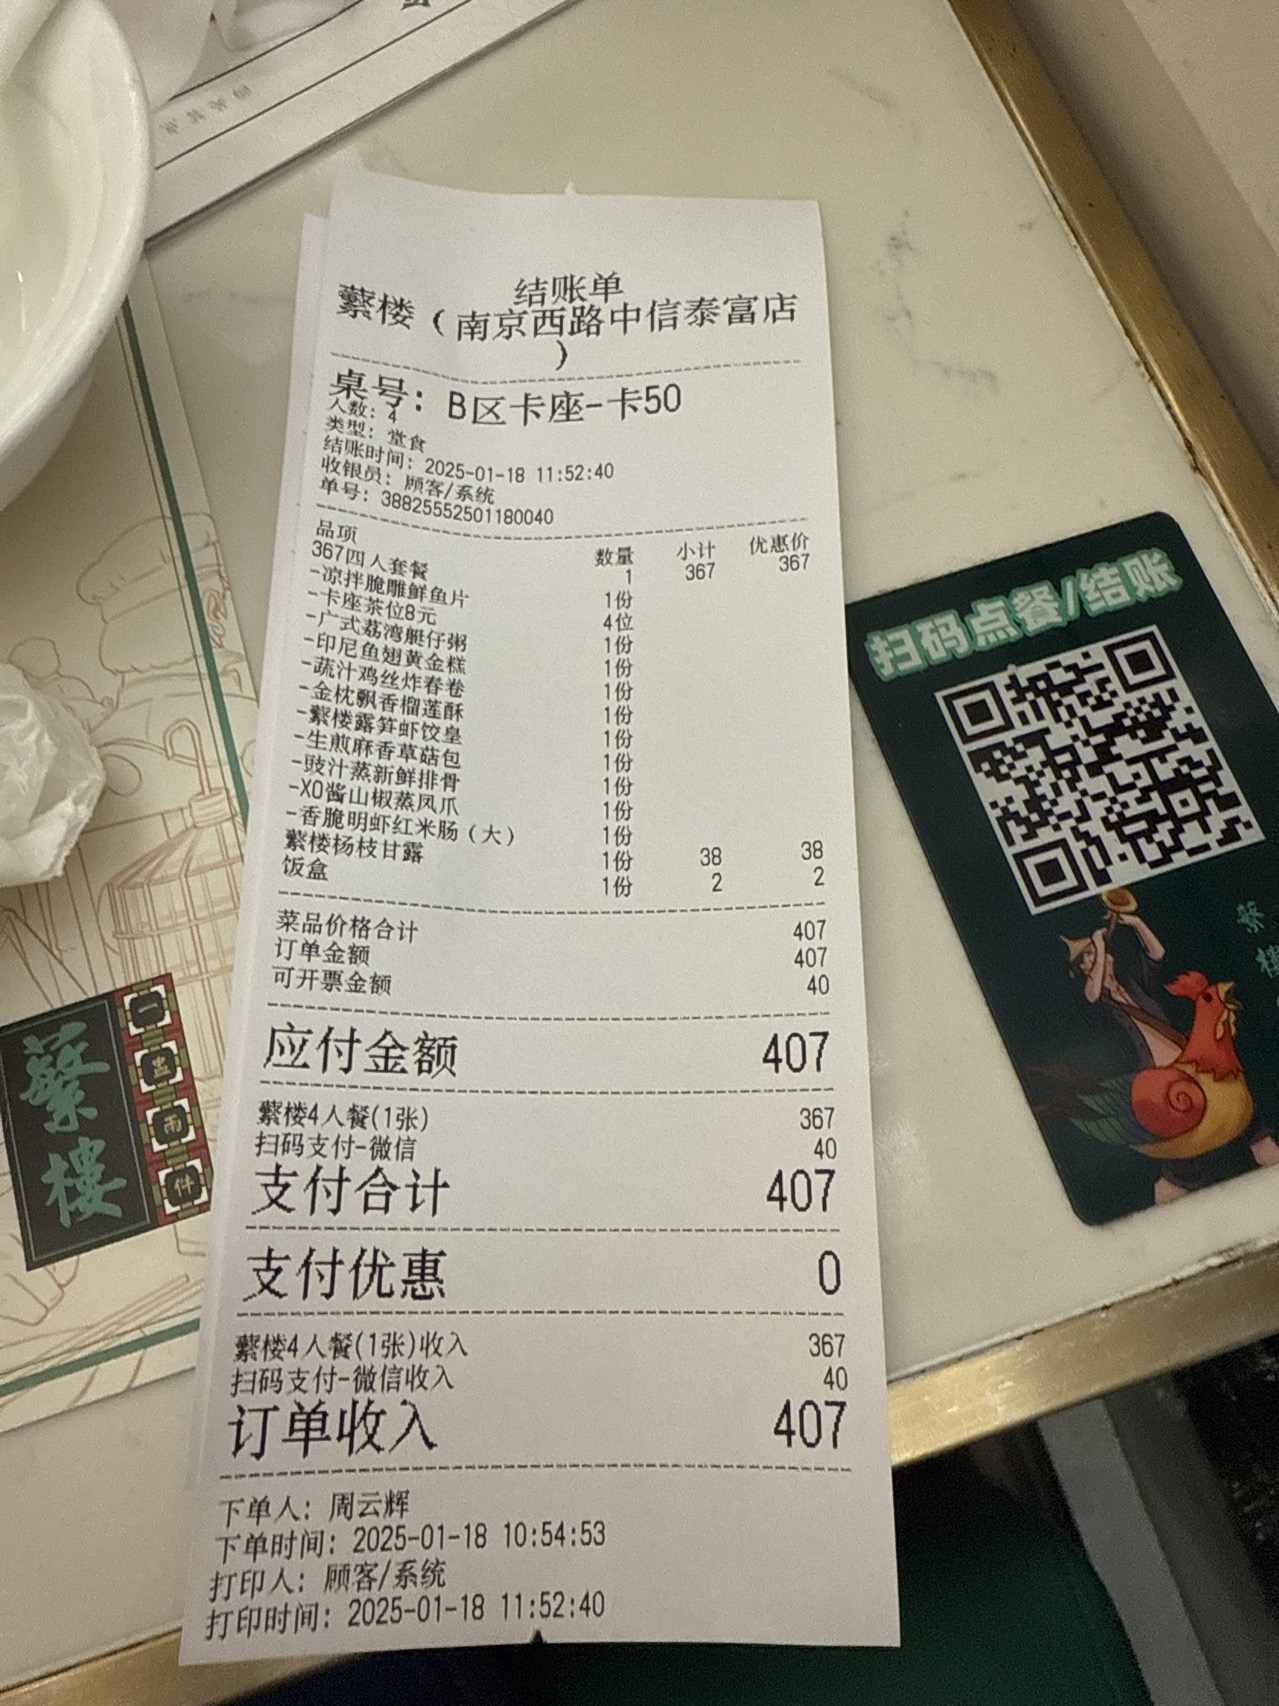 结账单
蘩楼（南京西路中信泰富店
）
桌号：B区卡座-卡50
人数：4
类型：堂食
结账时间：2025-01-18 11:52:40
收银员：顾客/系统
单号：38825552501180040
品项 数量 小计 优惠价
367四人套餐 1 367 367
-凉拌脆雕鲜鱼片 1份
-卡座茶位8元 4位
-广式荔湾艇仔粥 1份
-印尼鱼翅黄金糕 1份
-蔬汁鸡丝炸春卷 1份
-金枕飘香榴莲酥 1份
-蘩楼露笋虾饺皇 1份
-生煎麻香草菇包 1份
-豉汁蒸新鲜排骨 1份
-XO酱山椒蒸凤爪 1份
-香脆明虾红米肠（大） 1份
蘩楼杨枝甘露 1份 38 38
饭盒 1份 2 2
菜品价格合计 407
订单金额 407
可开票金额 40
应付金额 407
蘩楼4人餐(1张) 367
扫码支付-微信 40
支付合计 407
支付优惠 0
蘩楼4人餐(1张)收入 367
扫码支付-微信收入 40
订单收入 407
下单人：周云辉
下单时间：2025-01-18 10:54:53
打印人：顾客/系统
打印时间：2025-01-18 11:52:40
扫码点餐/结账
蘩樓
一盅兩件